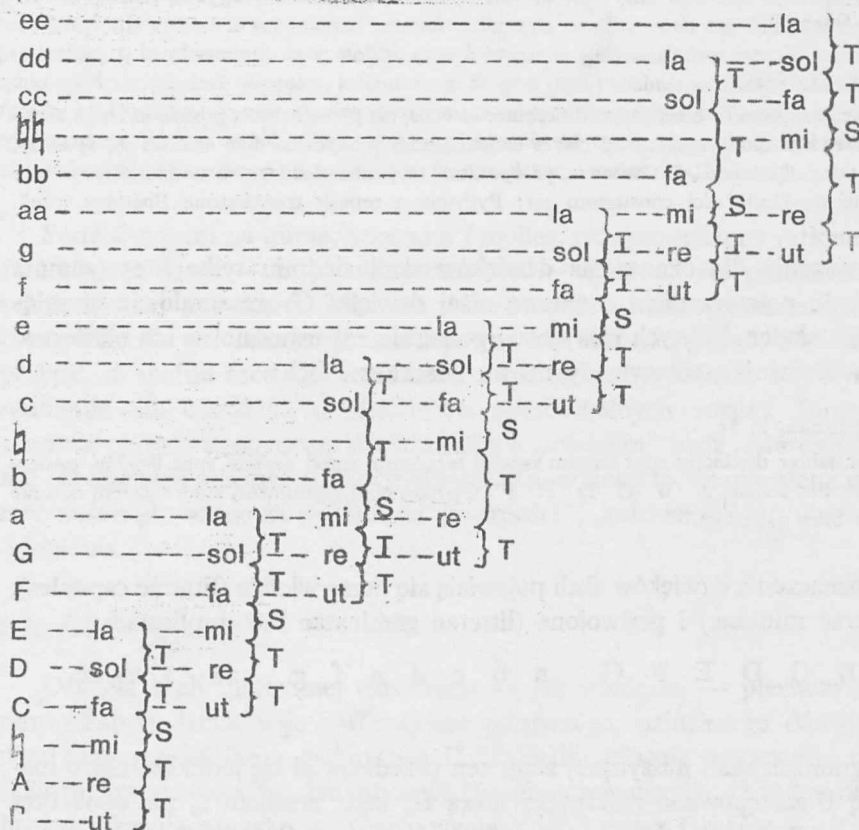 ee la
dd la T sol T
cc sol fa T
♮♮ T mi S
bb fa T
aa la mi S re
g sol T re T ut T
f fa T ut T
e la mi S
d la sol T re T
c sol T fa T ut T
♮ T mi S
b fa T
a la mi S re
G sol T re T ut T
F fa T ut T
E la mi S
D sol T re T
C fa T ut T
♮ mi S
A re T
Γ ut T